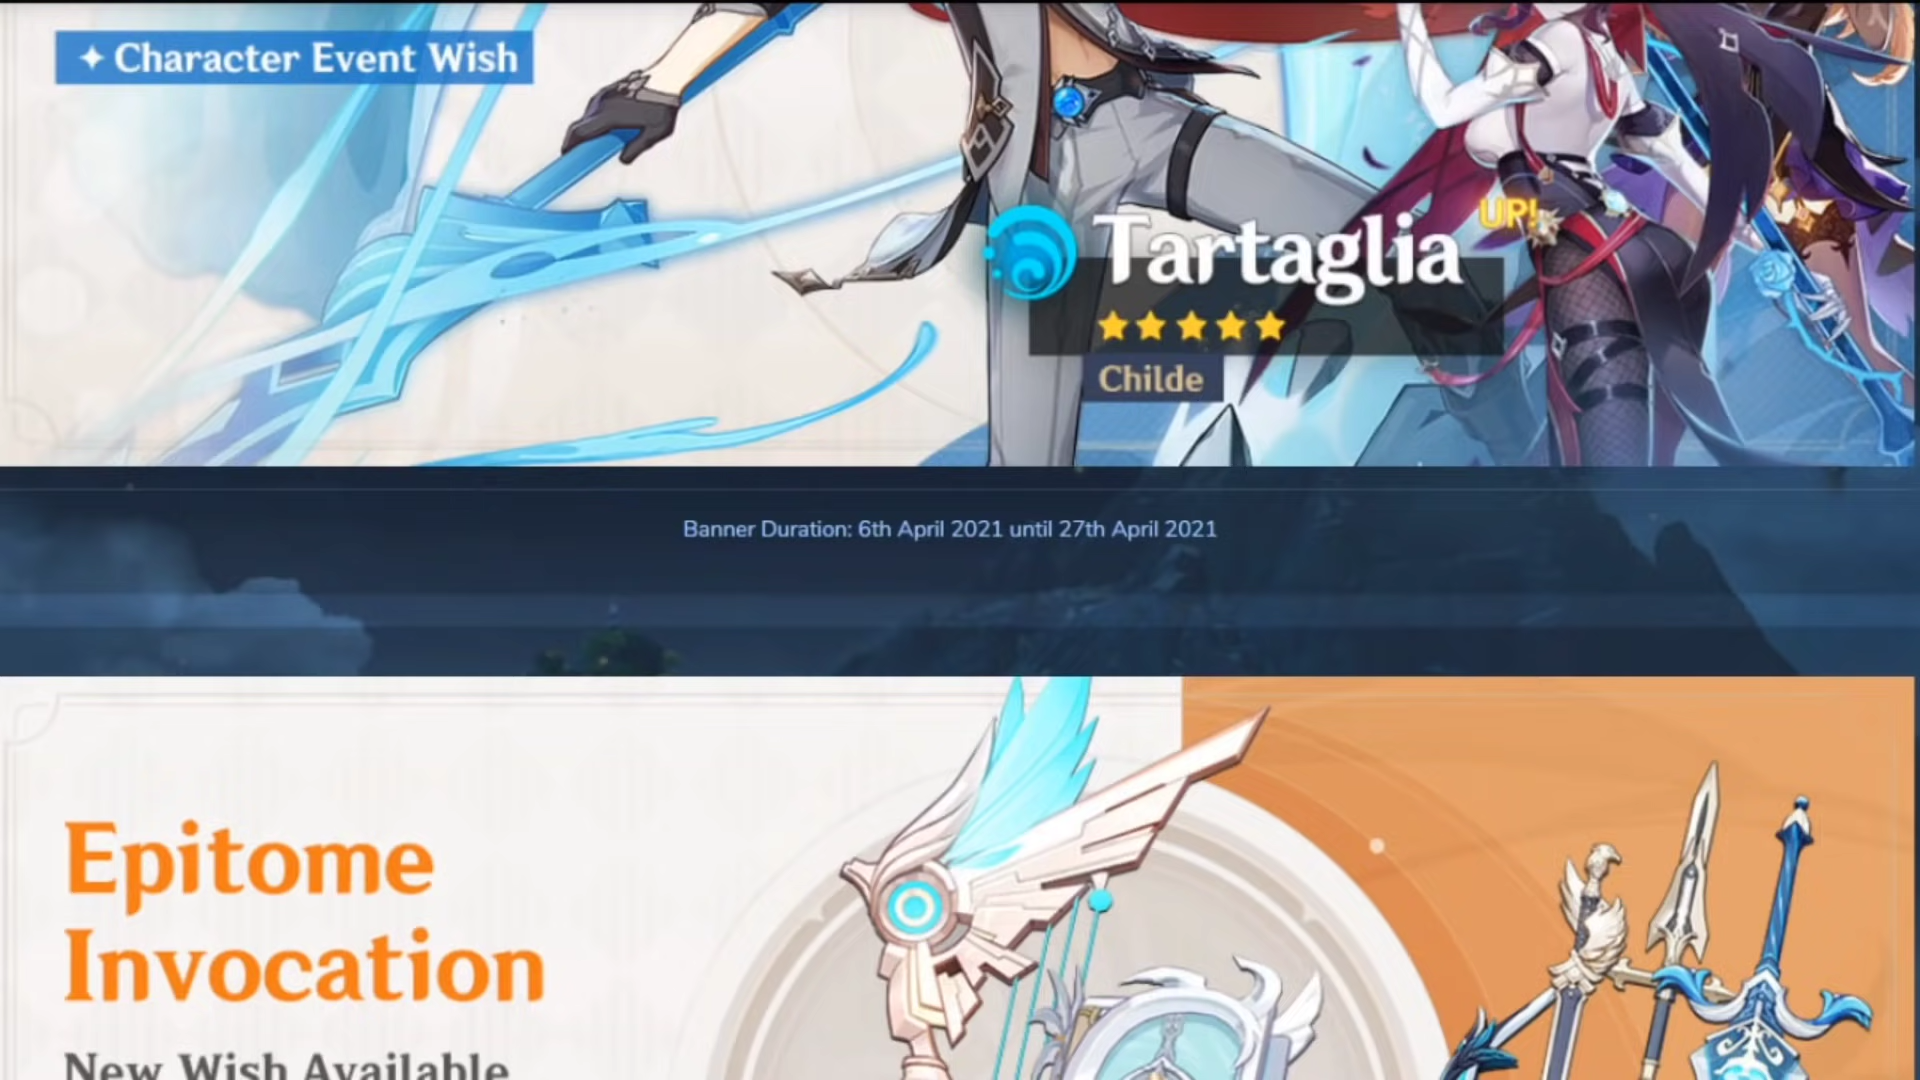 Character Event Wish
Tartaglia
UP!
Childe
Banner Duration: 6th April 2021 until 27th April 2021
Epitome
Invocation
New Wish Available